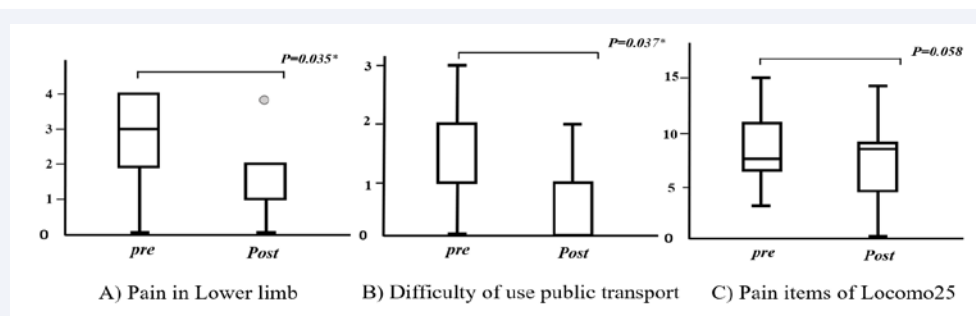 P=0.035*
4
3
2
1
0
pre
Post
A) Pain in Lower limb
P=0.037*
3
2
1
0
pre
Post
B) Difficulty of use public transport
P=0.058
15
10
5
0
pre
Post
C) Pain items of Locomo25